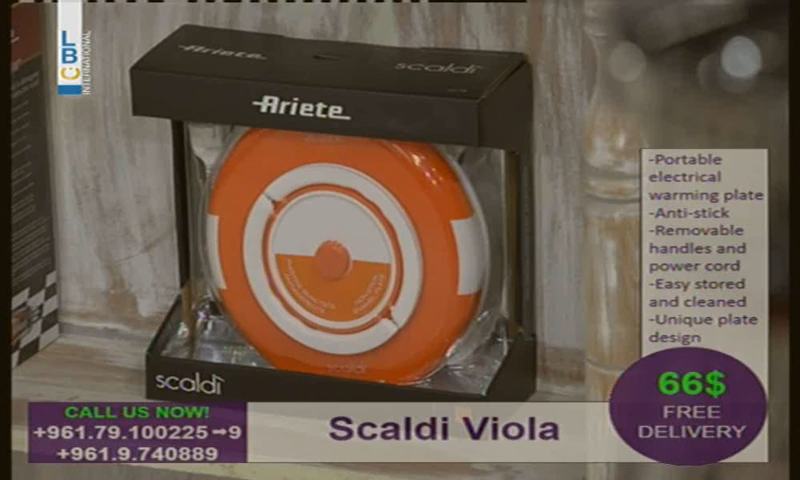 LBC
INTERNATIONAL
Ariete
scaldi
Ariete
scaldi
scaldi
-Portable
electrical
warming plate
-Anti-stick
-Removable
handles and
power cord
-Easy stored
and cleaned
-Unique plate
design
66$
FREE
DELIVERY
CALL US NOW!
+961.79.100225➞9
+961.9.740889
Scaldi Viola